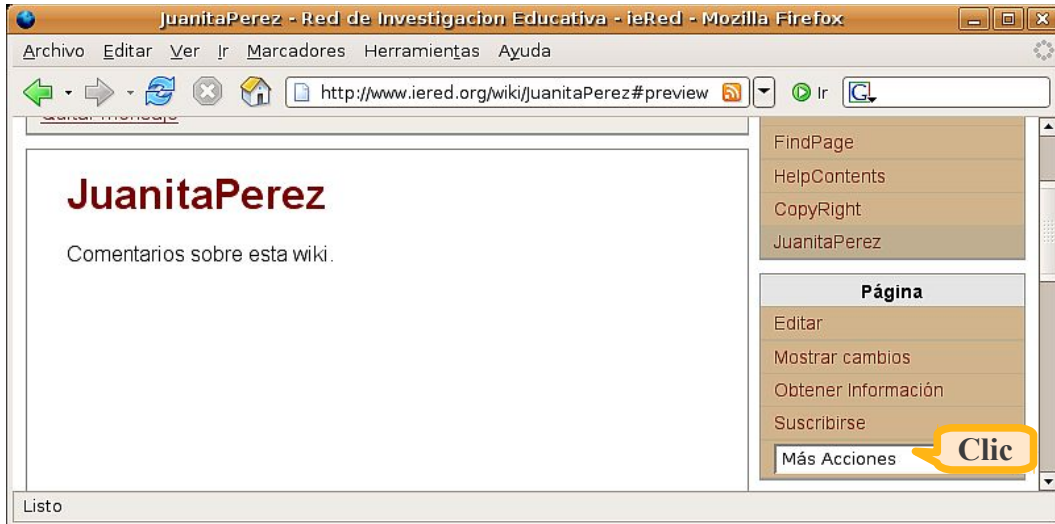 JuanitaPerez - Red de Investigacion Educativa - ieRed - Mozilla Firefox
Archivo Editar Ver Ir Marcadores Herramientas Ayuda
http://www.iered.org/wiki/JuanitaPerez#preview Ir G
Quitar mensaje
JuanitaPerez
Comentarios sobre esta wiki.
FindPage
HelpContents
CopyRight
JuanitaPerez
Página
Editar
Mostrar cambios
Obtener Información
Suscribirse
Más Acciones
Clic
Listo